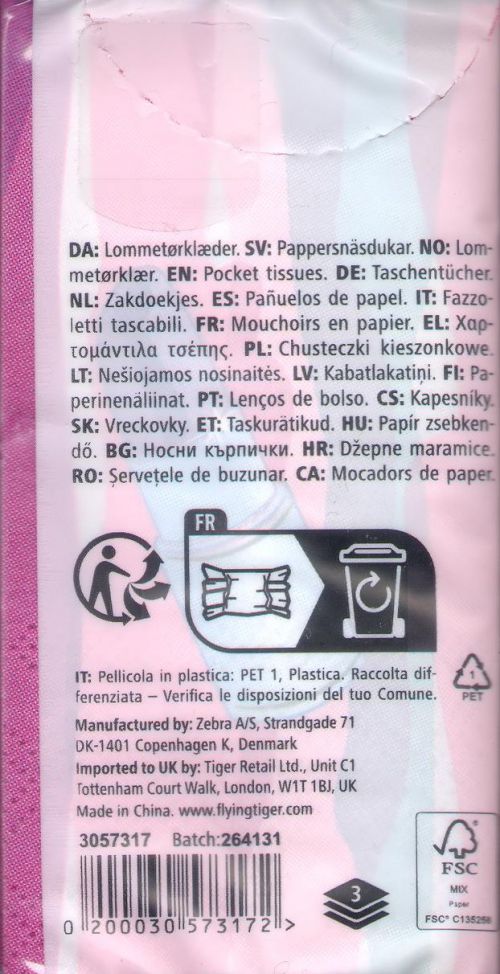 DA: Lommetørklæder. SV: Pappersnäsdukar. NO: Lom-
metørklær. EN: Pocket tissues. DE: Taschentücher.
NL: Zakdoekjes. ES: Pañuelos de papel. IT: Fazzo-
letti tascabili. FR: Mouchoirs en papier. EL: Χαρ-
τομάντιλα τσέπης. PL: Chusteczki kieszonkowe.
LT: Nešiojamos nosinaitės. LV: Kabatlakatiņi. FI: Pa-
perinenäliinat. PT: Lenços de bolso. CS: Kapesníky.
SK: Vreckovky. ET: Taskurätikud. HU: Papír zsebken-
dő. BG: Носни кърпички. HR: Džepne maramice.
RO: Șervețele de buzunar. CA: Mocadors de paper.
FR
IT: Pellicola in plastica: PET 1, Plastica. Raccolta dif-
ferenziata – Verifica le disposizioni del tuo Comune.
1
PET
Manufactured by: Zebra A/S, Strandgade 71
DK-1401 Copenhagen K, Denmark
Imported to UK by: Tiger Retail Ltd., Unit C1
Tottenham Court Walk, London, W1T 1BJ, UK
Made in China. www.flyingtiger.com
3057317 Batch:264131
0 200030 573172 >
3
FSC
MIX
Paper
FSC® C135256